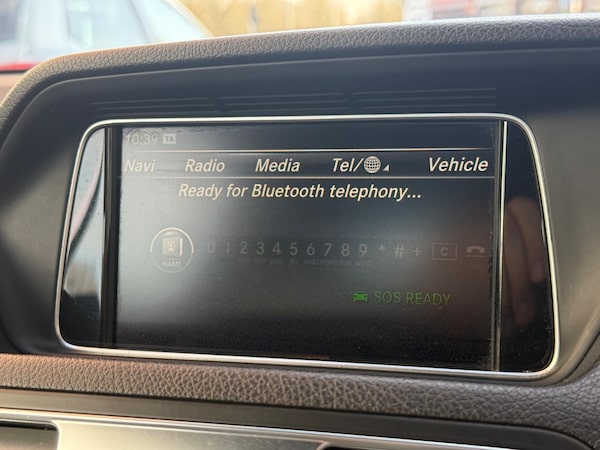 10:39 TA
Navi Radio Media Tel/ Vehicle
Ready for Bluetooth telephony...
0 1 2 3 4 5 6 7 8 9 * # + C
NAME
SOS READY